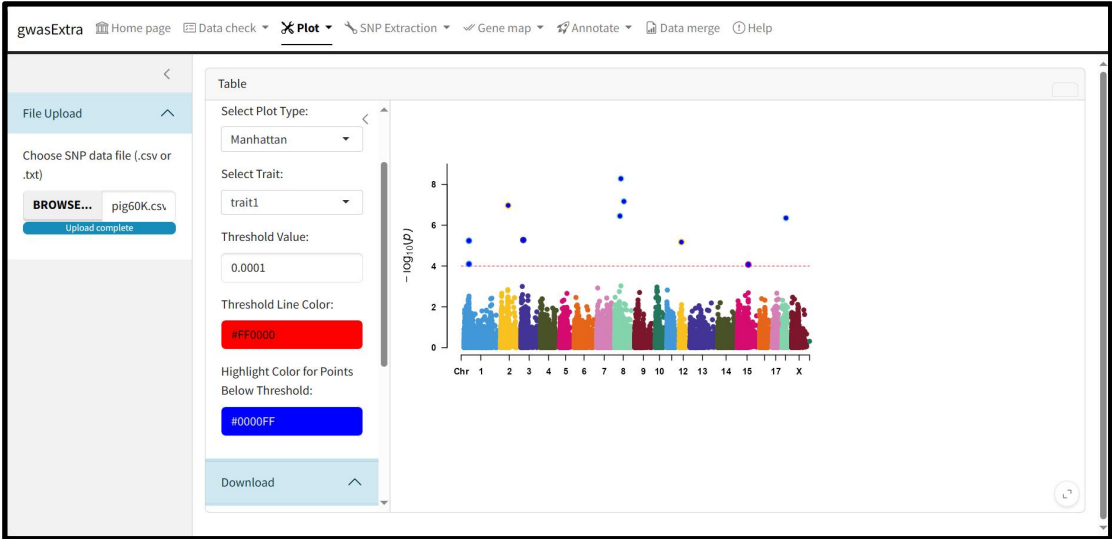 gwasExtra Home page Data check Plot SNP Extraction Gene map Annotate Data merge Help
File Upload
Choose SNP data file (.csv or
.txt)
BROWSE... pig60K.csv
Upload complete
Table
Select Plot Type:
Manhattan
Select Trait:
trait1
Threshold Value:
0.0001
Threshold Line Color:
#FF0000
Highlight Color for Points
Below Threshold:
#0000FF
Download
− log10(p)
8
6
4
2
0
Chr 1 2 3 4 5 6 7 8 9 10 12 13 14 15 17 X